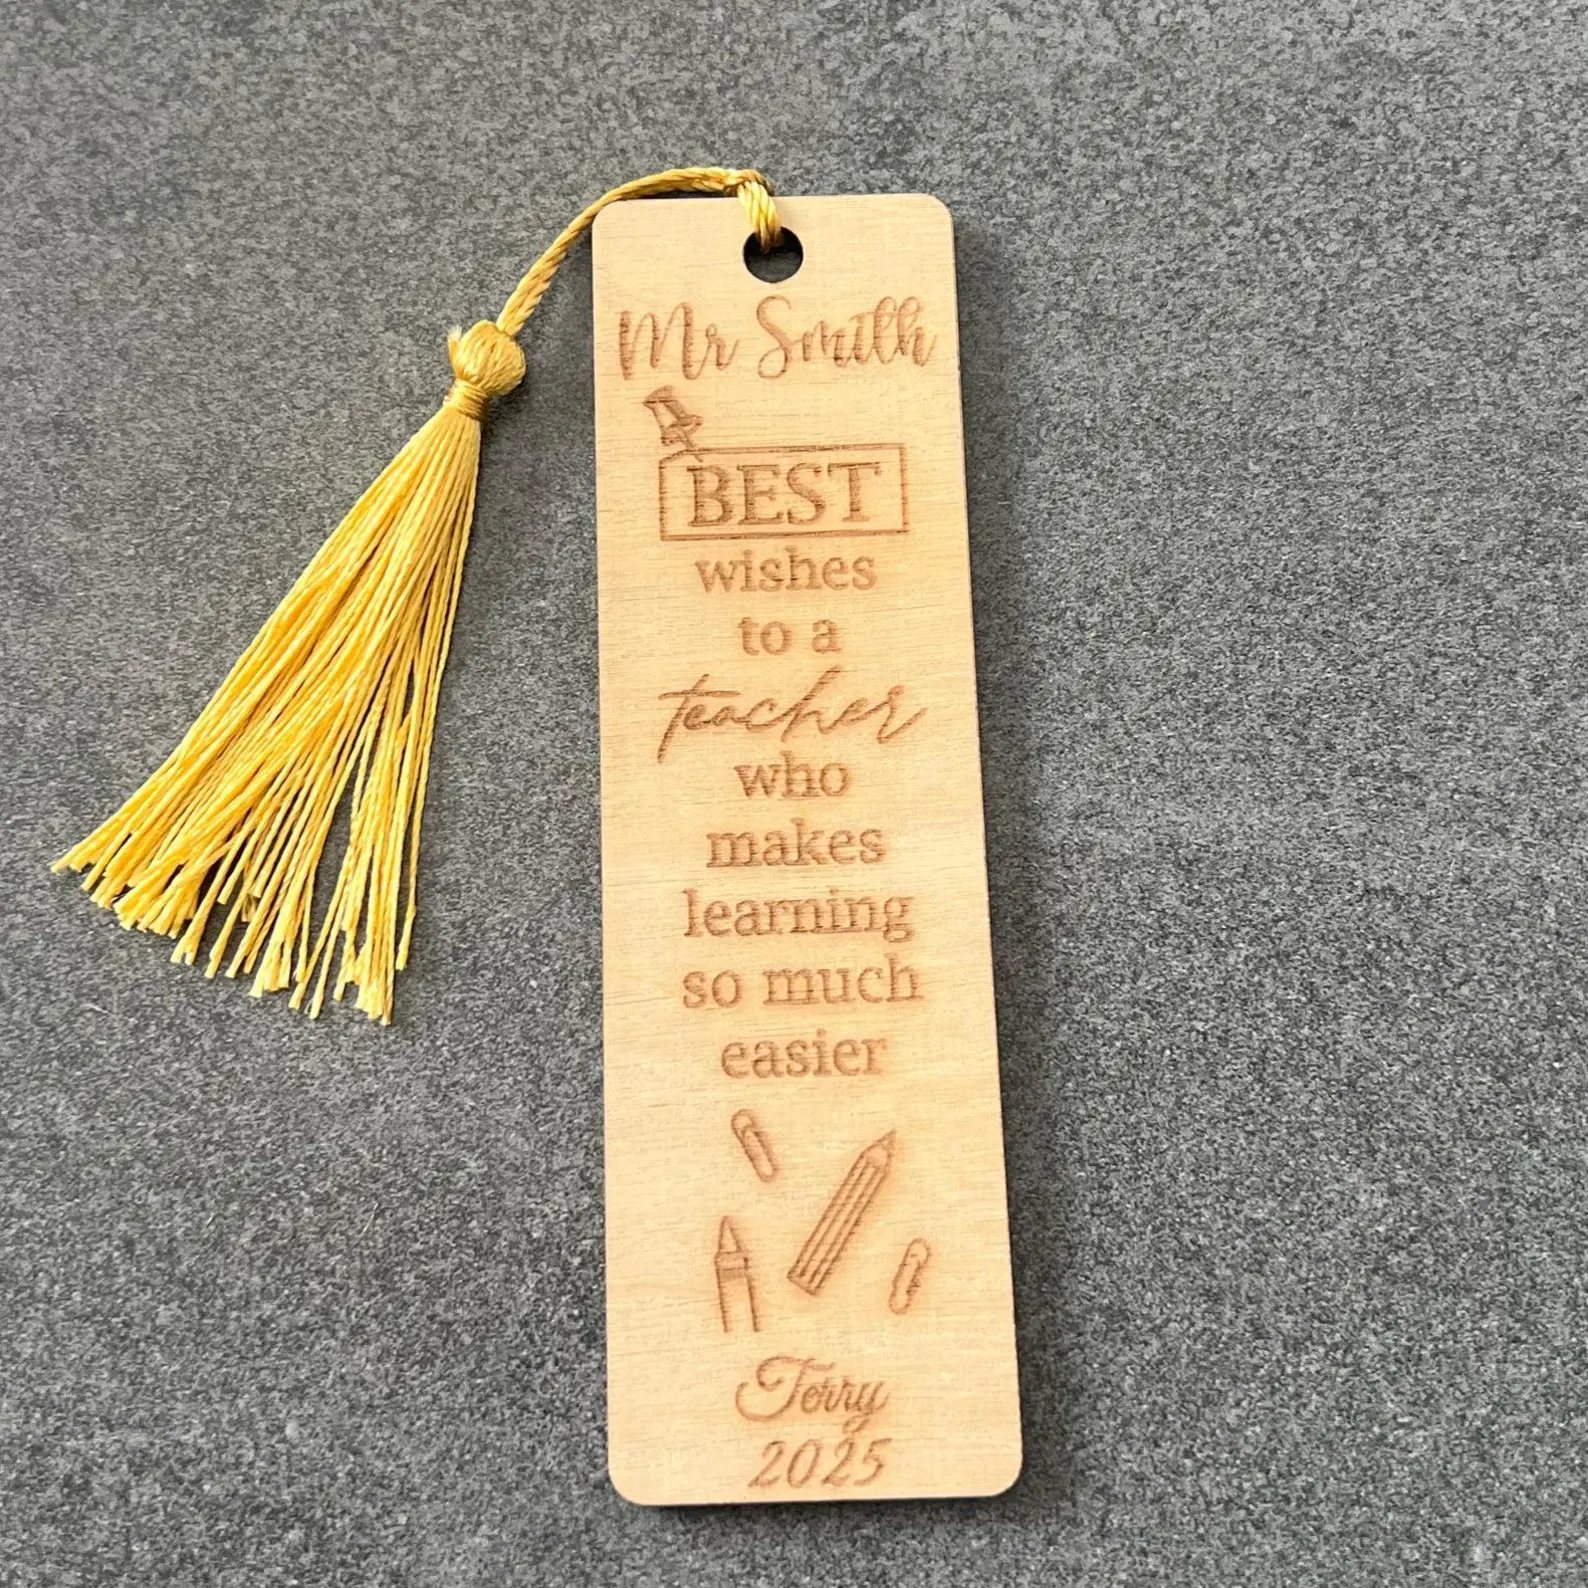 Mr Smith
BEST
wishes
to a
teacher
who
makes
learning
so much
easier
Terry
2025